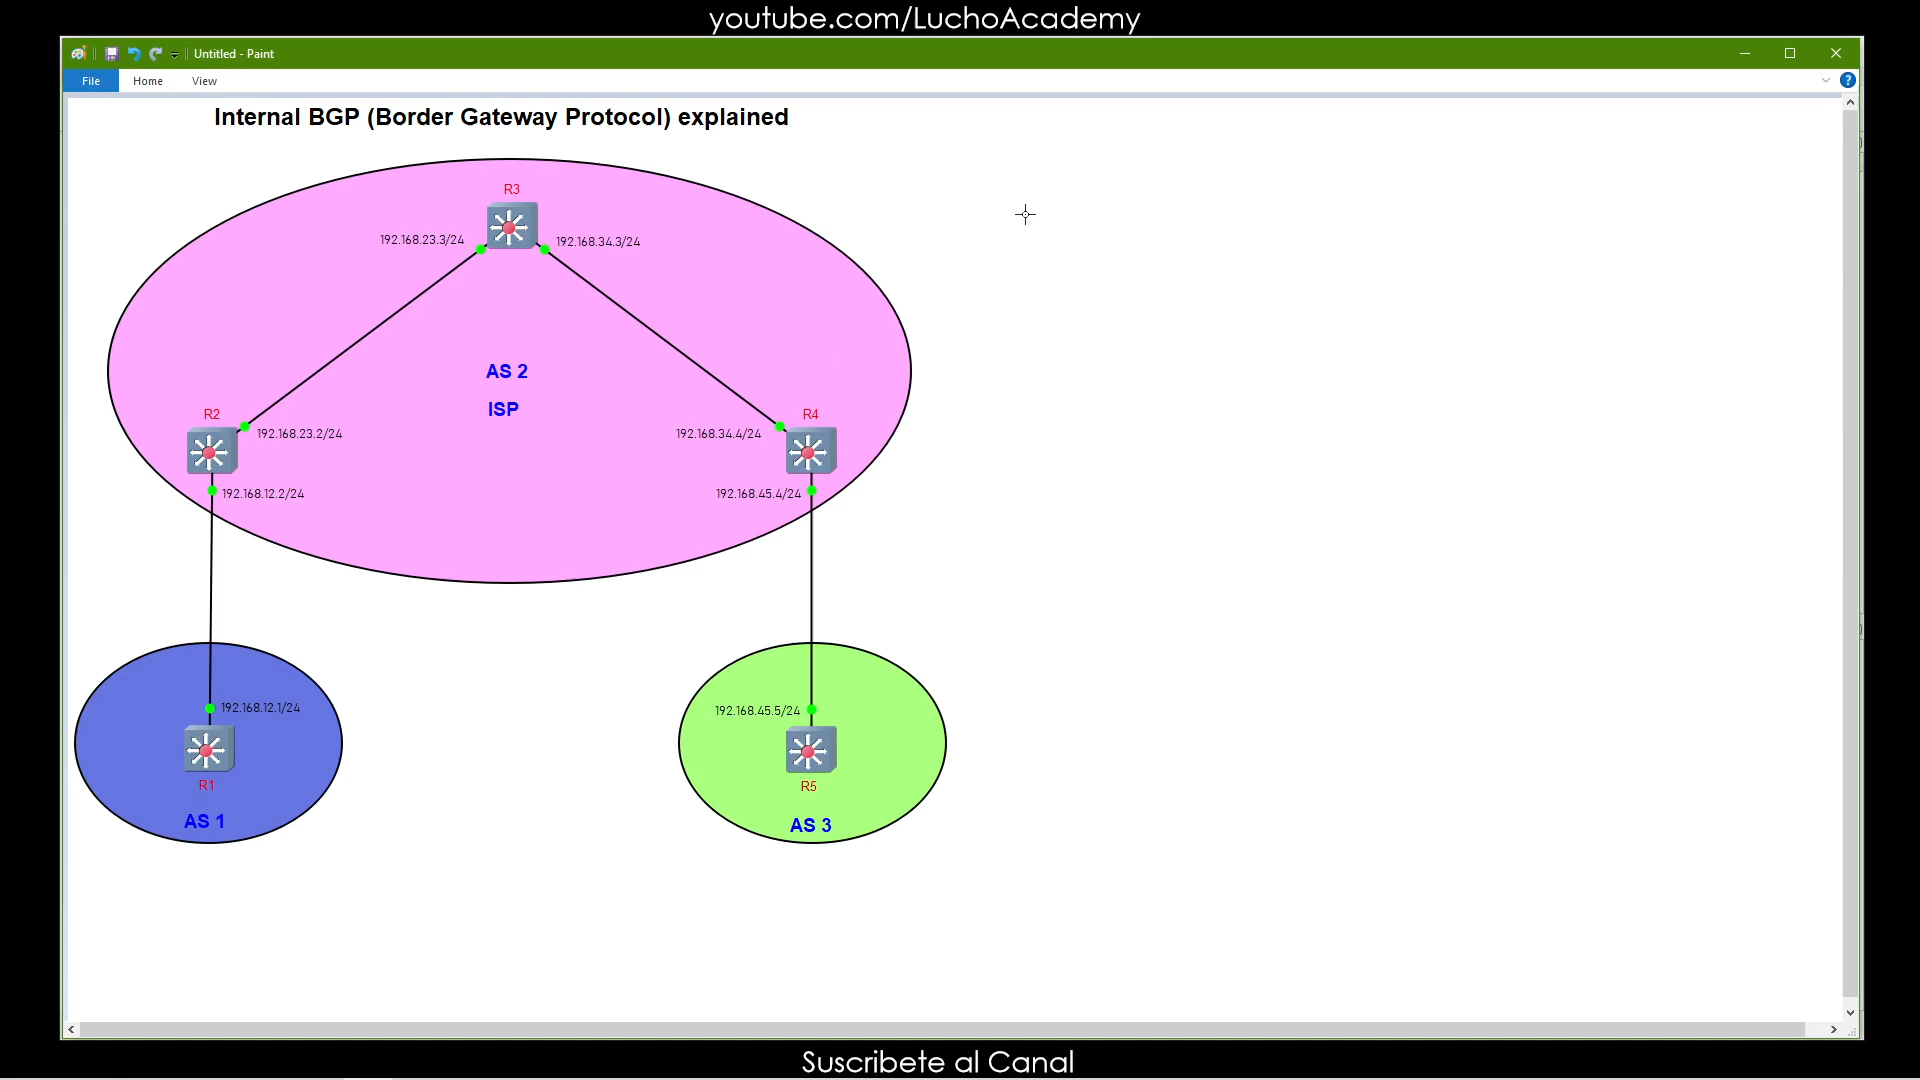 youtube.com/LuchoAcademy
Untitled - Paint
File Home View
?
Internal BGP (Border Gateway Protocol) explained
R3
192.168.23.3/24
192.168.34.3/24
AS 2
ISP
R2
R4
192.168.23.2/24
192.168.34.4/24
192.168.12.2/24
192.168.45.4/24
192.168.12.1/24
192.168.45.5/24
R1
R5
AS 1
AS 3
Suscribete al Canal